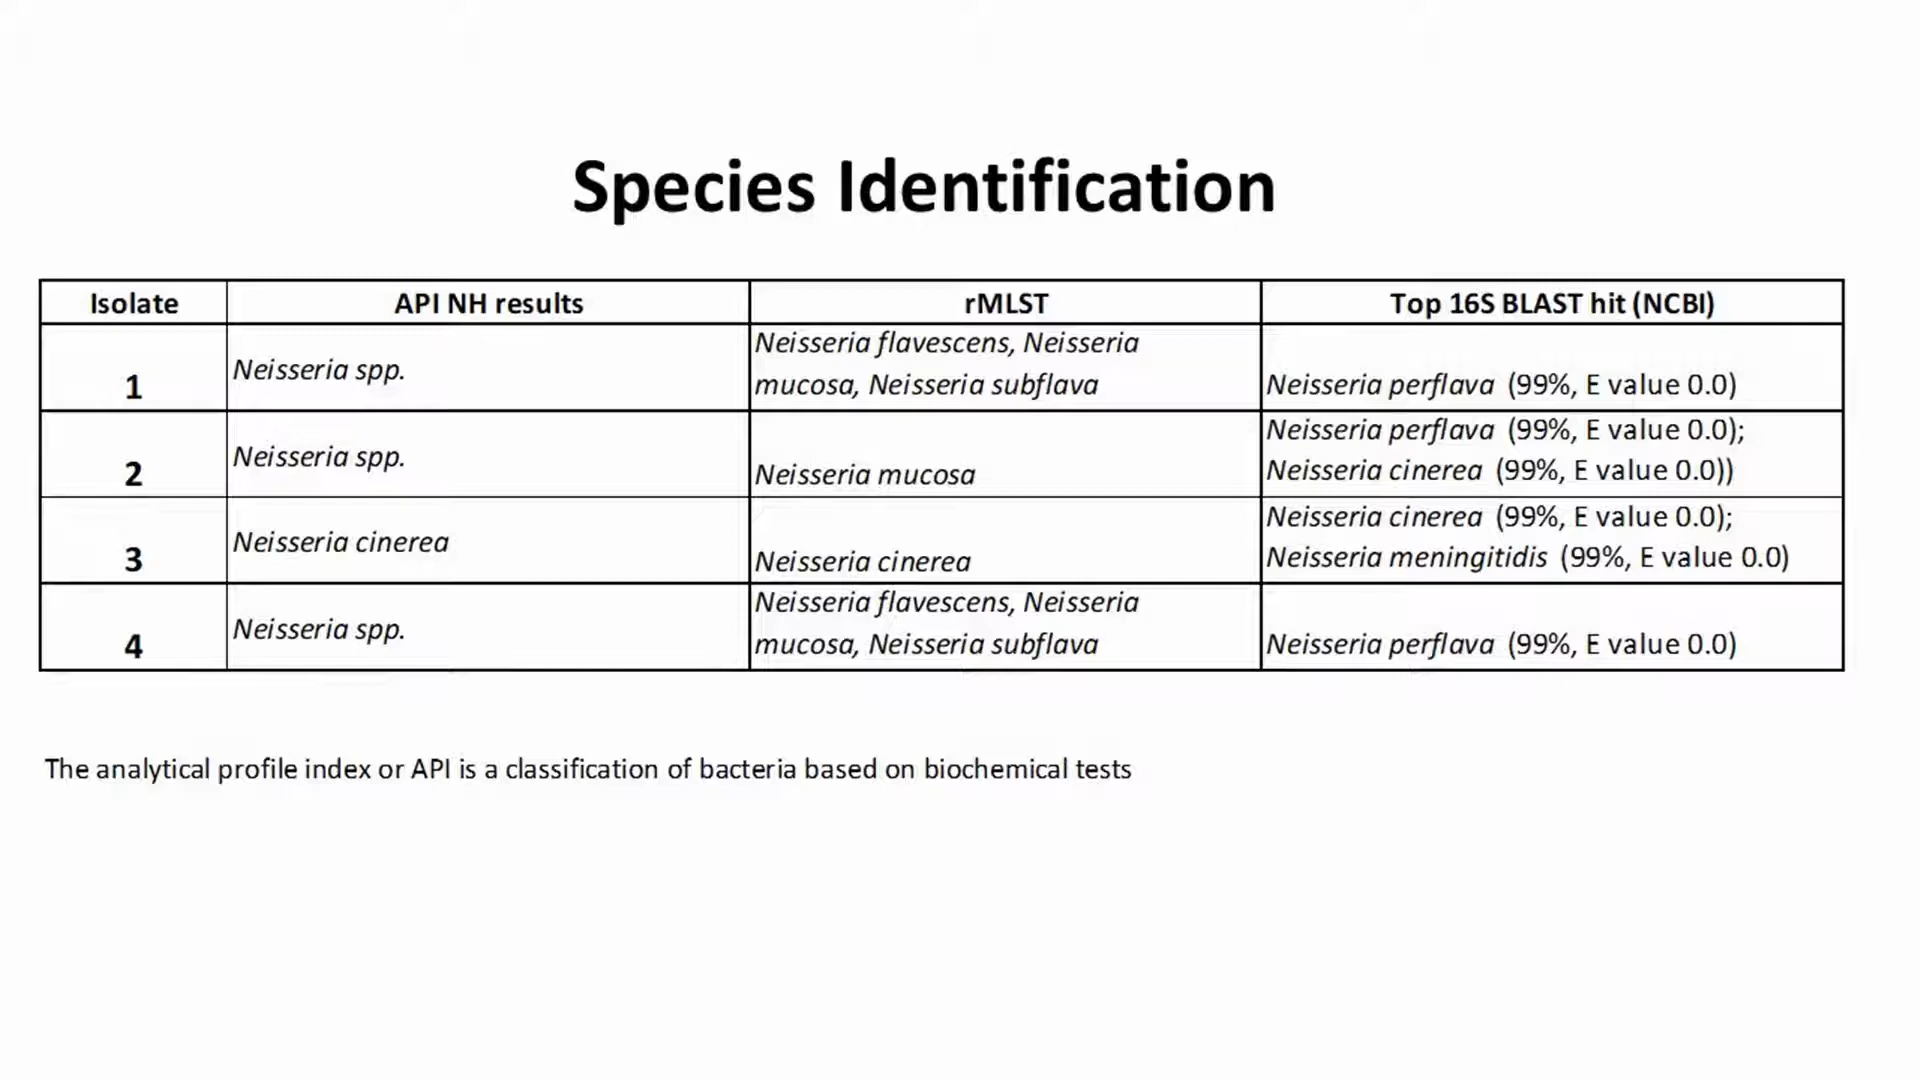 Species Identification
Isolate API NH results rMLST Top 16S BLAST hit (NCBI)
1 Neisseria spp. Neisseria flavescens, Neisseria
mucosa, Neisseria subflava Neisseria perflava (99%, E value 0.0)
2 Neisseria spp. Neisseria mucosa Neisseria perflava (99%, E value 0.0);
Neisseria cinerea (99%, E value 0.0))
3 Neisseria cinerea Neisseria cinerea Neisseria cinerea (99%, E value 0.0);
Neisseria meningitidis (99%, E value 0.0)
4 Neisseria spp. Neisseria flavescens, Neisseria
mucosa, Neisseria subflava Neisseria perflava (99%, E value 0.0)
The analytical profile index or API is a classification of bacteria based on biochemical tests